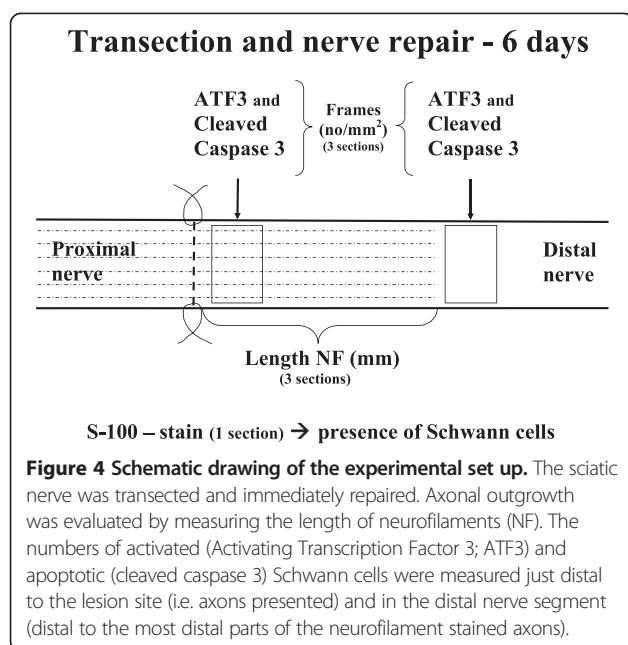 Transection and nerve repair - 6 days
ATF3 and
Cleaved
Caspase 3
Frames
(no/mm²)
(3 sections)
ATF3 and
Cleaved
Caspase 3
Proximal
nerve
Distal
nerve
Length NF (mm)
(3 sections)
S-100 – stain (1 section) → presence of Schwann cells
Figure 4 Schematic drawing of the experimental set up. The sciatic
nerve was transected and immediately repaired. Axonal outgrowth
was evaluated by measuring the length of neurofilaments (NF). The
numbers of activated (Activating Transcription Factor 3; ATF3) and
apoptotic (cleaved caspase 3) Schwann cells were measured just distal
to the lesion site (i.e. axons presented) and in the distal nerve segment
(distal to the most distal parts of the neurofilament stained axons).